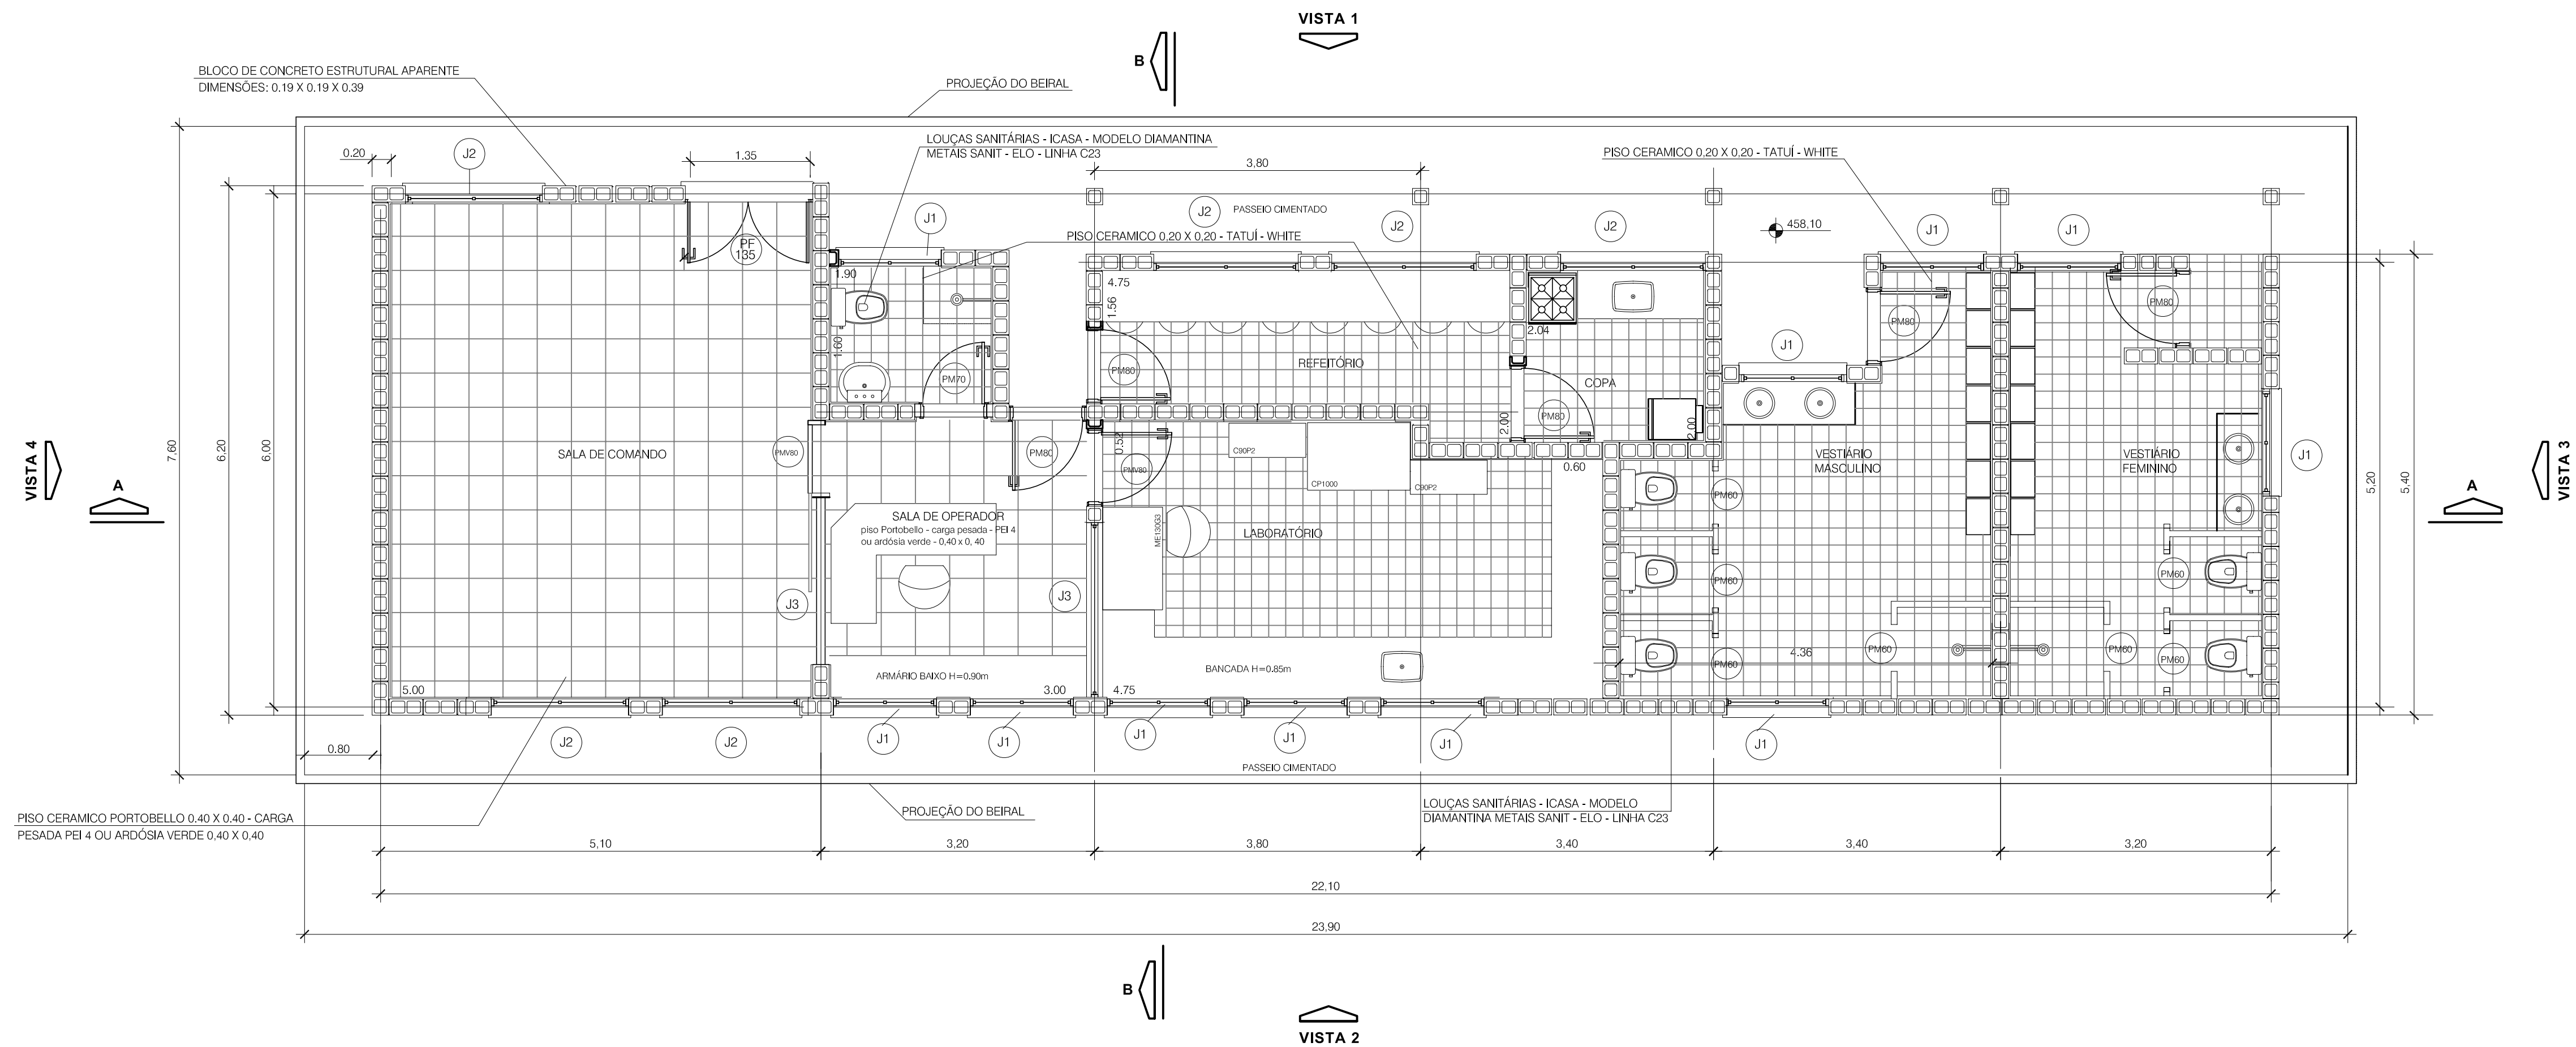 VISTA 1
B
BLOCO DE CONCRETO ESTRUTURAL APARENTE
DIMENSÕES: 0.19 X 0.19 X 0.39
PROJEÇÃO DO BEIRAL
LOUÇAS SANITÁRIAS - ICASA - MODELO DIAMANTINA
METAIS SANIT - ELO - LINHA C23
PISO CERAMICO 0,20 X 0,20 - TATUÍ - WHITE
0.20
J2
1.35
3,80
J2
PASSEIO CIMENTADO
J1
J2
J2
458,10
J1
J1
PISO CERAMICO 0,20 X 0,20 - TATUÍ - WHITE
PF
135
1.90
4.75
1.56
1.60
2.04
PM80
PM80
J1
REFEITÓRIO
PM80
PM70
COPA
PM80
2.00
2.00
VISTA 4
A
7,60
6,20
6,00
SALA DE COMANDO
PMV80
PM80
0.52
PMV80
C90P2
CP1000
C90P2
0.60
VESTIÁRIO
MASCULINO
VESTIÁRIO
FEMININO
J1
5,20
5,40
A
VISTA 3
PM60
SALA DE OPERADOR
piso Portobello - carga pesada - PEI 4
ou ardósia verde - 0,40 x 0, 40
ME1300G3
LABORATÓRIO
PM60
PM60
J3
J3
PM60
4.36
PM60
PM60
PM60
ARMÁRIO BAIXO H=0.90m
BANCADA H=0.85m
5.00
3.00
4.75
J2
J2
J1
J1
J1
J1
J1
J1
0.80
PASSEIO CIMENTADO
PROJEÇÃO DO BEIRAL
LOUÇAS SANITÁRIAS - ICASA - MODELO
DIAMANTINA METAIS SANIT - ELO - LINHA C23
PISO CERAMICO PORTOBELLO 0.40 X 0.40 - CARGA
PESADA PEI 4 OU ARDÓSIA VERDE 0,40 X 0,40
5,10
3,20
3,80
3,40
3,40
3,20
22,10
23,90
B
VISTA 2